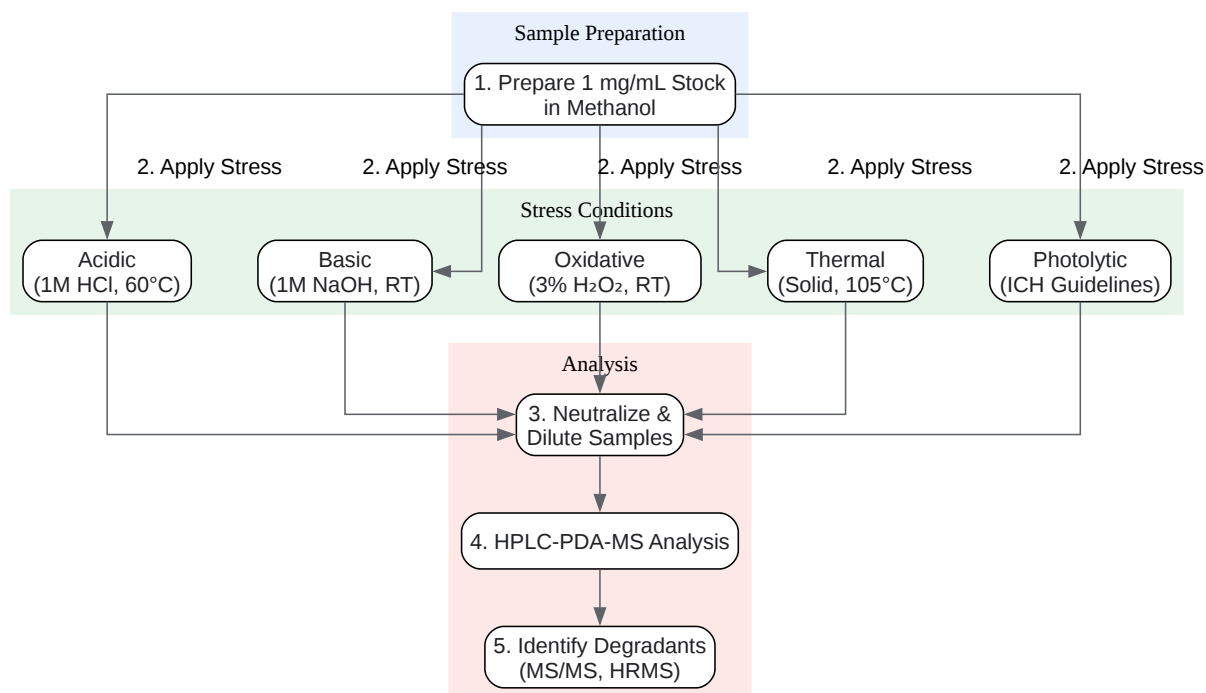 Sample Preparation
1. Prepare 1 mg/mL Stock
in Methanol
2. Apply Stress
2. Apply Stress
2. Apply Stress
2. Apply Stress
2. Apply Stress
Stress Conditions
Acidic
(1M HCl, 60°C)
Basic
(1M NaOH, RT)
Oxidative
(3% H₂O₂, RT)
Thermal
(Solid, 105°C)
Photolytic
(ICH Guidelines)
Analysis
3. Neutralize &
Dilute Samples
4. HPLC-PDA-MS Analysis
5. Identify Degradants
(MS/MS, HRMS)